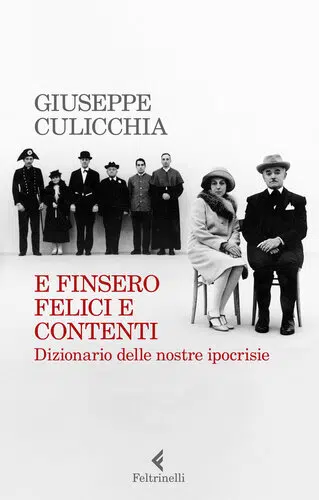 GIUSEPPE
CULICCHIA
E FINSERO
FELICI E
CONTENTI
Dizionario delle nostre ipocrisie
Feltrinelli